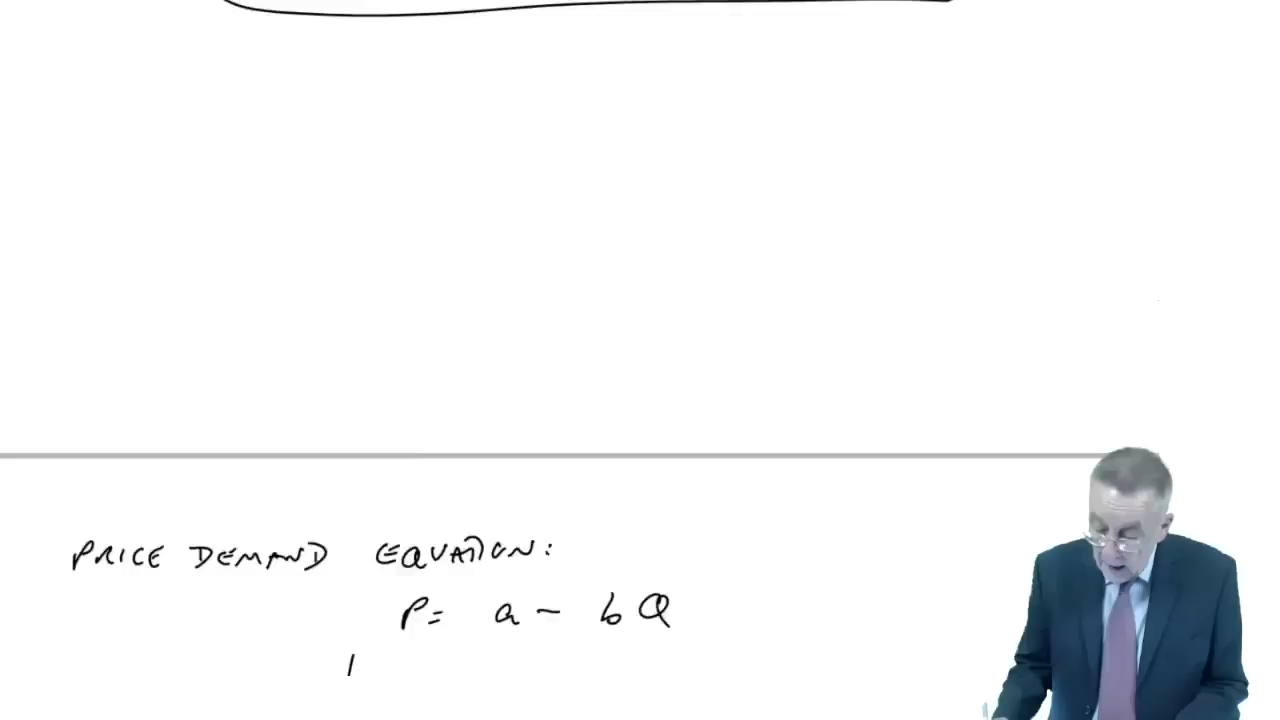 PRICE DEMAND EQUATION:
P = a - bQ